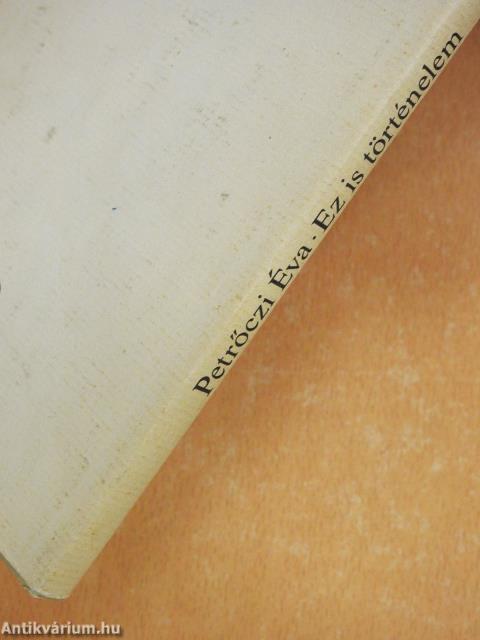 Petrőczi Éva · Ez is történelem
Antikvárium.hu